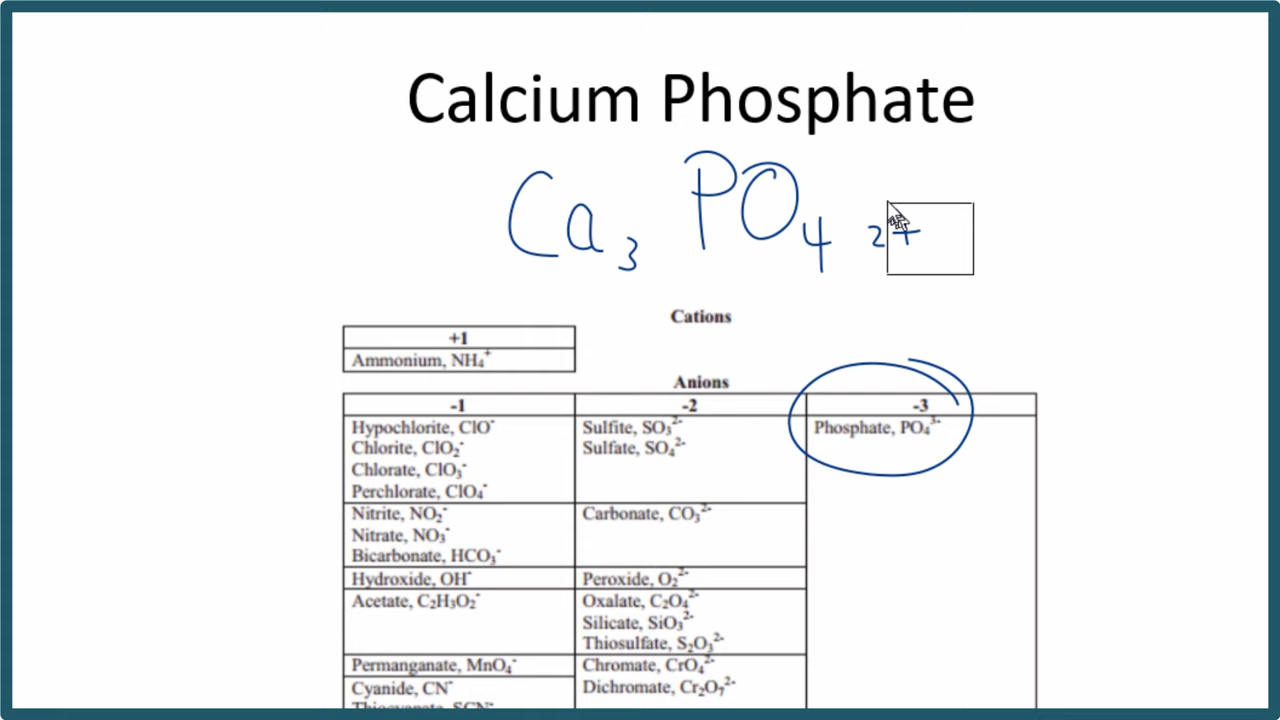 Calcium Phosphate
Ca₃ PO₄ ₂+
Cations
+1
Ammonium, NH₄⁺
Anions
-1 -2 -3
Hypochlorite, ClO⁻ Sulfite, SO₃²⁻ Phosphate, PO₄³⁻
Chlorite, ClO₂⁻ Sulfate, SO₄²⁻
Chlorate, ClO₃⁻
Perchlorate, ClO₄⁻
Nitrite, NO₂⁻ Carbonate, CO₃²⁻
Nitrate, NO₃⁻
Bicarbonate, HCO₃⁻
Hydroxide, OH⁻ Peroxide, O₂²⁻
Acetate, C₂H₃O₂⁻ Oxalate, C₂O₄²⁻
Silicate, SiO₃²⁻
Thiosulfate, S₂O₃²⁻
Permanganate, MnO₄⁻ Chromate, CrO₄²⁻
Cyanide, CN⁻ Dichromate, Cr₂O₇²⁻